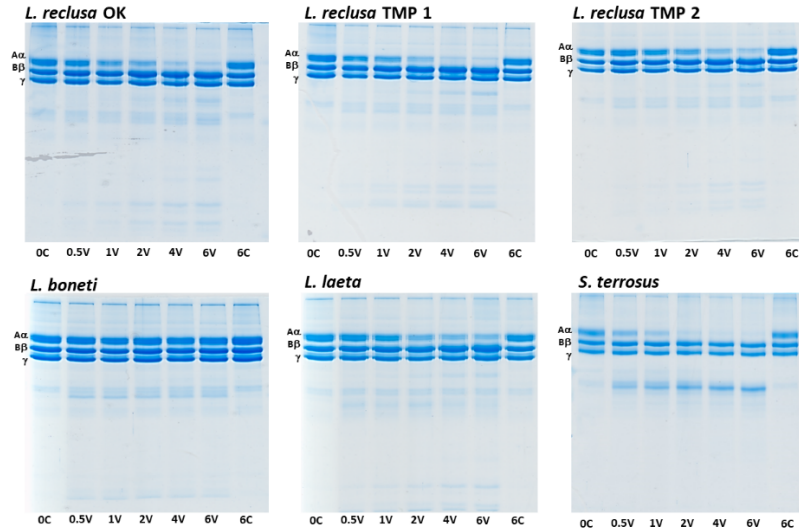 L. reclusa OK
L. reclusa TMP 1
L. reclusa TMP 2
Aα
Bβ
γ
Aα
Bβ
γ
Aα
Bβ
γ
0C 0.5V 1V 2V 4V 6V 6C
0C 0.5V 1V 2V 4V 6V 6C
0C 0.5V 1V 2V 4V 6V 6C
L. boneti
L. laeta
S. terrosus
Aα
Bβ
γ
Aα
Bβ
γ
Aα
Bβ
γ
0C 0.5V 1V 2V 4V 6V 6C
0C 0.5V 1V 2V 4V 6V 6C
0C 0.5V 1V 2V 4V 6V 6C